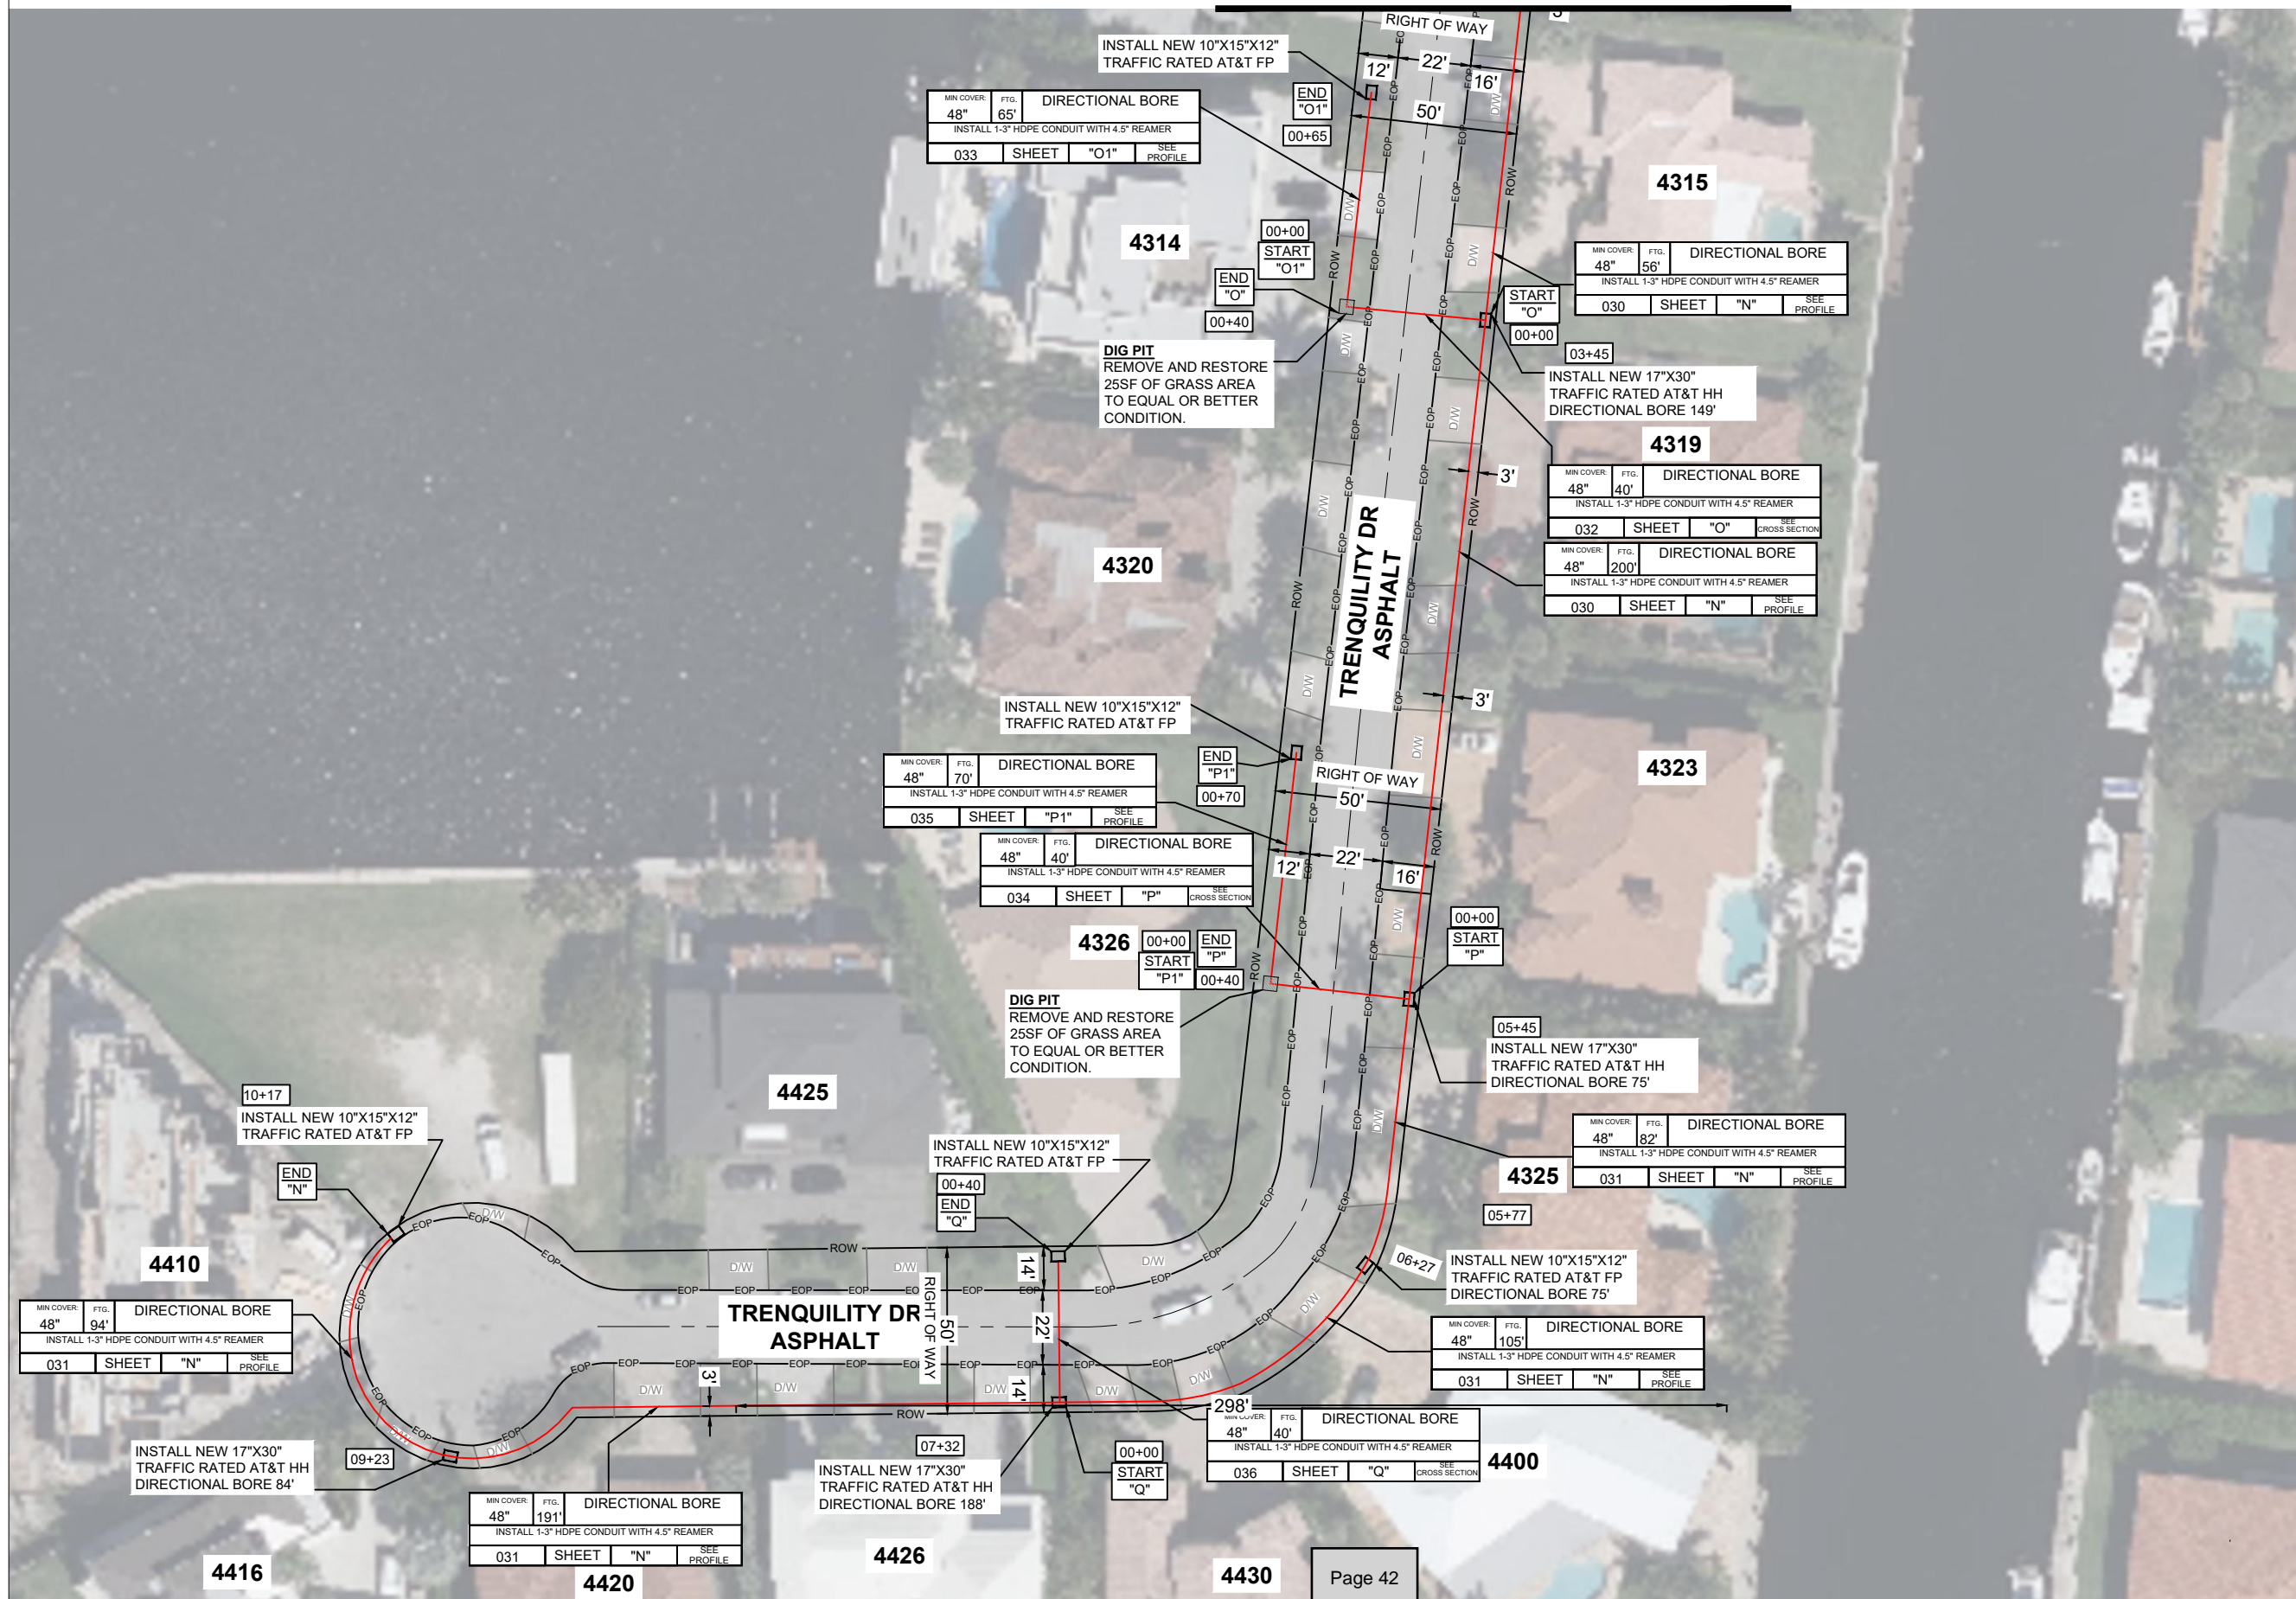 RIGHT OF WAY
INSTALL NEW 10"X15"X12"
TRAFFIC RATED AT&T FP
12'
22'
16'
50'
END
"O1"
00+65
MIN COVER: FTG. DIRECTIONAL BORE
48" 65'
INSTALL 1-3" HDPE CONDUIT WITH 4.5" REAMER
033 SHEET "O1" SEE PROFILE
4315
4314
00+00
START
"O1"
END
"O"
00+40
MIN COVER: FTG. DIRECTIONAL BORE
48" 56'
INSTALL 1-3" HDPE CONDUIT WITH 4.5" REAMER
030 SHEET "N" SEE PROFILE
START
"O"
00+00
03+45
DIG PIT
REMOVE AND RESTORE
25SF OF GRASS AREA
TO EQUAL OR BETTER
CONDITION.
INSTALL NEW 17"X30"
TRAFFIC RATED AT&T HH
DIRECTIONAL BORE 149'
4319
3'
MIN COVER: FTG. DIRECTIONAL BORE
48" 40'
INSTALL 1-3" HDPE CONDUIT WITH 4.5" REAMER
032 SHEET "O" SEE CROSS SECTION
MIN COVER: FTG. DIRECTIONAL BORE
48" 200'
INSTALL 1-3" HDPE CONDUIT WITH 4.5" REAMER
030 SHEET "N" SEE PROFILE
4320
TRENQUILITY DR
ASPHALT
ROW
EOP
D/W
3'
INSTALL NEW 10"X15"X12"
TRAFFIC RATED AT&T FP
END
"P1"
00+70
RIGHT OF WAY
50'
4323
MIN COVER: FTG. DIRECTIONAL BORE
48" 70'
INSTALL 1-3" HDPE CONDUIT WITH 4.5" REAMER
035 SHEET "P1" SEE PROFILE
MIN COVER: FTG. DIRECTIONAL BORE
48" 40'
INSTALL 1-3" HDPE CONDUIT WITH 4.5" REAMER
034 SHEET "P" SEE CROSS SECTION
12'
22'
16'
4326
00+00
START
"P1"
END
"P"
00+40
00+00
START
"P"
DIG PIT
REMOVE AND RESTORE
25SF OF GRASS AREA
TO EQUAL OR BETTER
CONDITION.
05+45
INSTALL NEW 17"X30"
TRAFFIC RATED AT&T HH
DIRECTIONAL BORE 75'
4425
10+17
INSTALL NEW 10"X15"X12"
TRAFFIC RATED AT&T FP
END
"N"
INSTALL NEW 10"X15"X12"
TRAFFIC RATED AT&T FP
00+40
END
"Q"
4325
MIN COVER: FTG. DIRECTIONAL BORE
48" 82'
INSTALL 1-3" HDPE CONDUIT WITH 4.5" REAMER
031 SHEET "N" SEE PROFILE
05+77
06+27
INSTALL NEW 10"X15"X12"
TRAFFIC RATED AT&T FP
DIRECTIONAL BORE 75'
4410
MIN COVER: FTG. DIRECTIONAL BORE
48" 94'
INSTALL 1-3" HDPE CONDUIT WITH 4.5" REAMER
031 SHEET "N" SEE PROFILE
ROW
EOP
D/W
TRENQUILITY DR
ASPHALT
RIGHT OF WAY
50'
14'
22'
14'
3'
MIN COVER: FTG. DIRECTIONAL BORE
48" 105'
INSTALL 1-3" HDPE CONDUIT WITH 4.5" REAMER
031 SHEET "N" SEE PROFILE
298'
ROW
INSTALL NEW 17"X30"
TRAFFIC RATED AT&T HH
DIRECTIONAL BORE 84'
09+23
07+32
INSTALL NEW 17"X30"
TRAFFIC RATED AT&T HH
DIRECTIONAL BORE 188'
00+00
START
"Q"
MIN COVER: FTG. DIRECTIONAL BORE
48" 40'
INSTALL 1-3" HDPE CONDUIT WITH 4.5" REAMER
036 SHEET "Q" SEE CROSS SECTION
4400
MIN COVER: FTG. DIRECTIONAL BORE
48" 191'
INSTALL 1-3" HDPE CONDUIT WITH 4.5" REAMER
031 SHEET "N" SEE PROFILE
4416
4420
4426
4430
Page 42